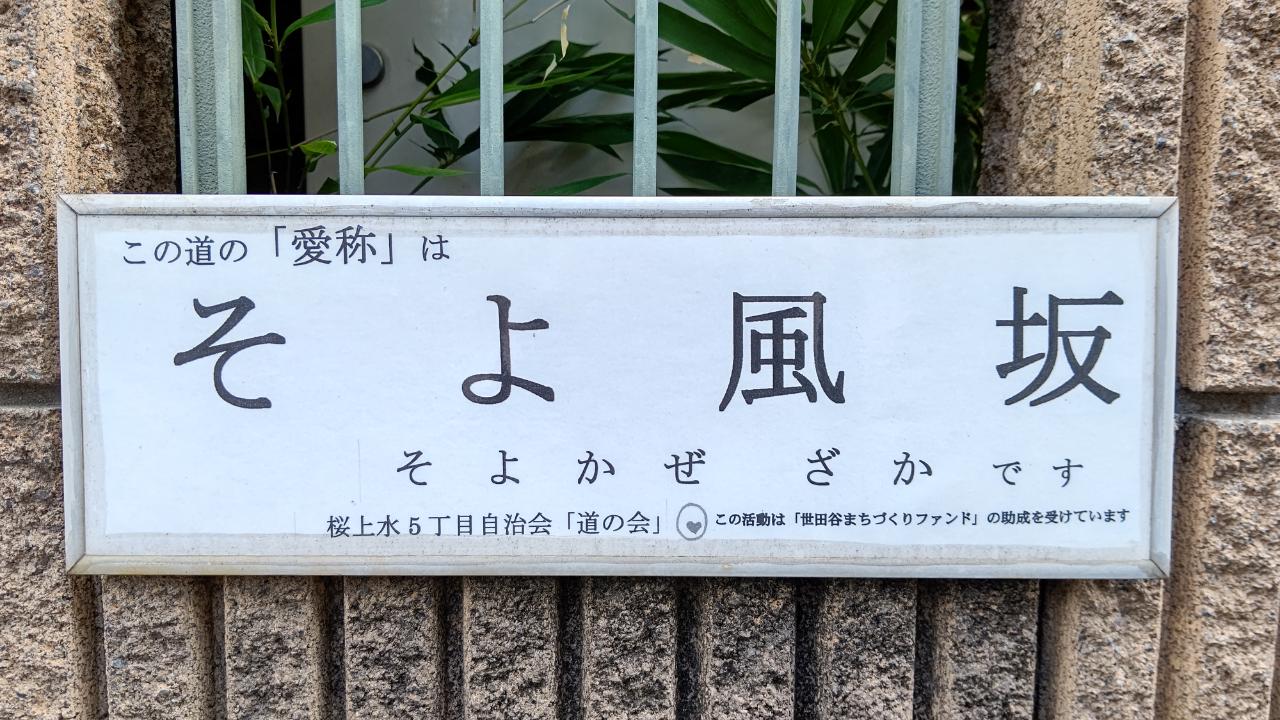 この道の「愛称」は
そよ風坂
そよかぜ ざか です
桜上水5丁目自治会「道の会」 この活動は「世田谷まちづくりファンド」の助成を受けています